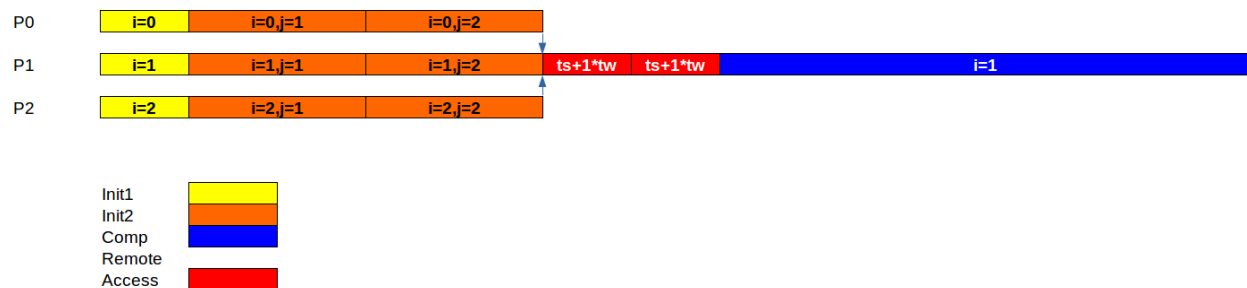 P0 i=0 i=0,j=1 i=0,j=2
P1 i=1 i=1,j=1 i=1,j=2 ts+1*tw ts+1*tw i=1
P2 i=2 i=2,j=1 i=2,j=2
Init1
Init2
Comp
Remote
Access